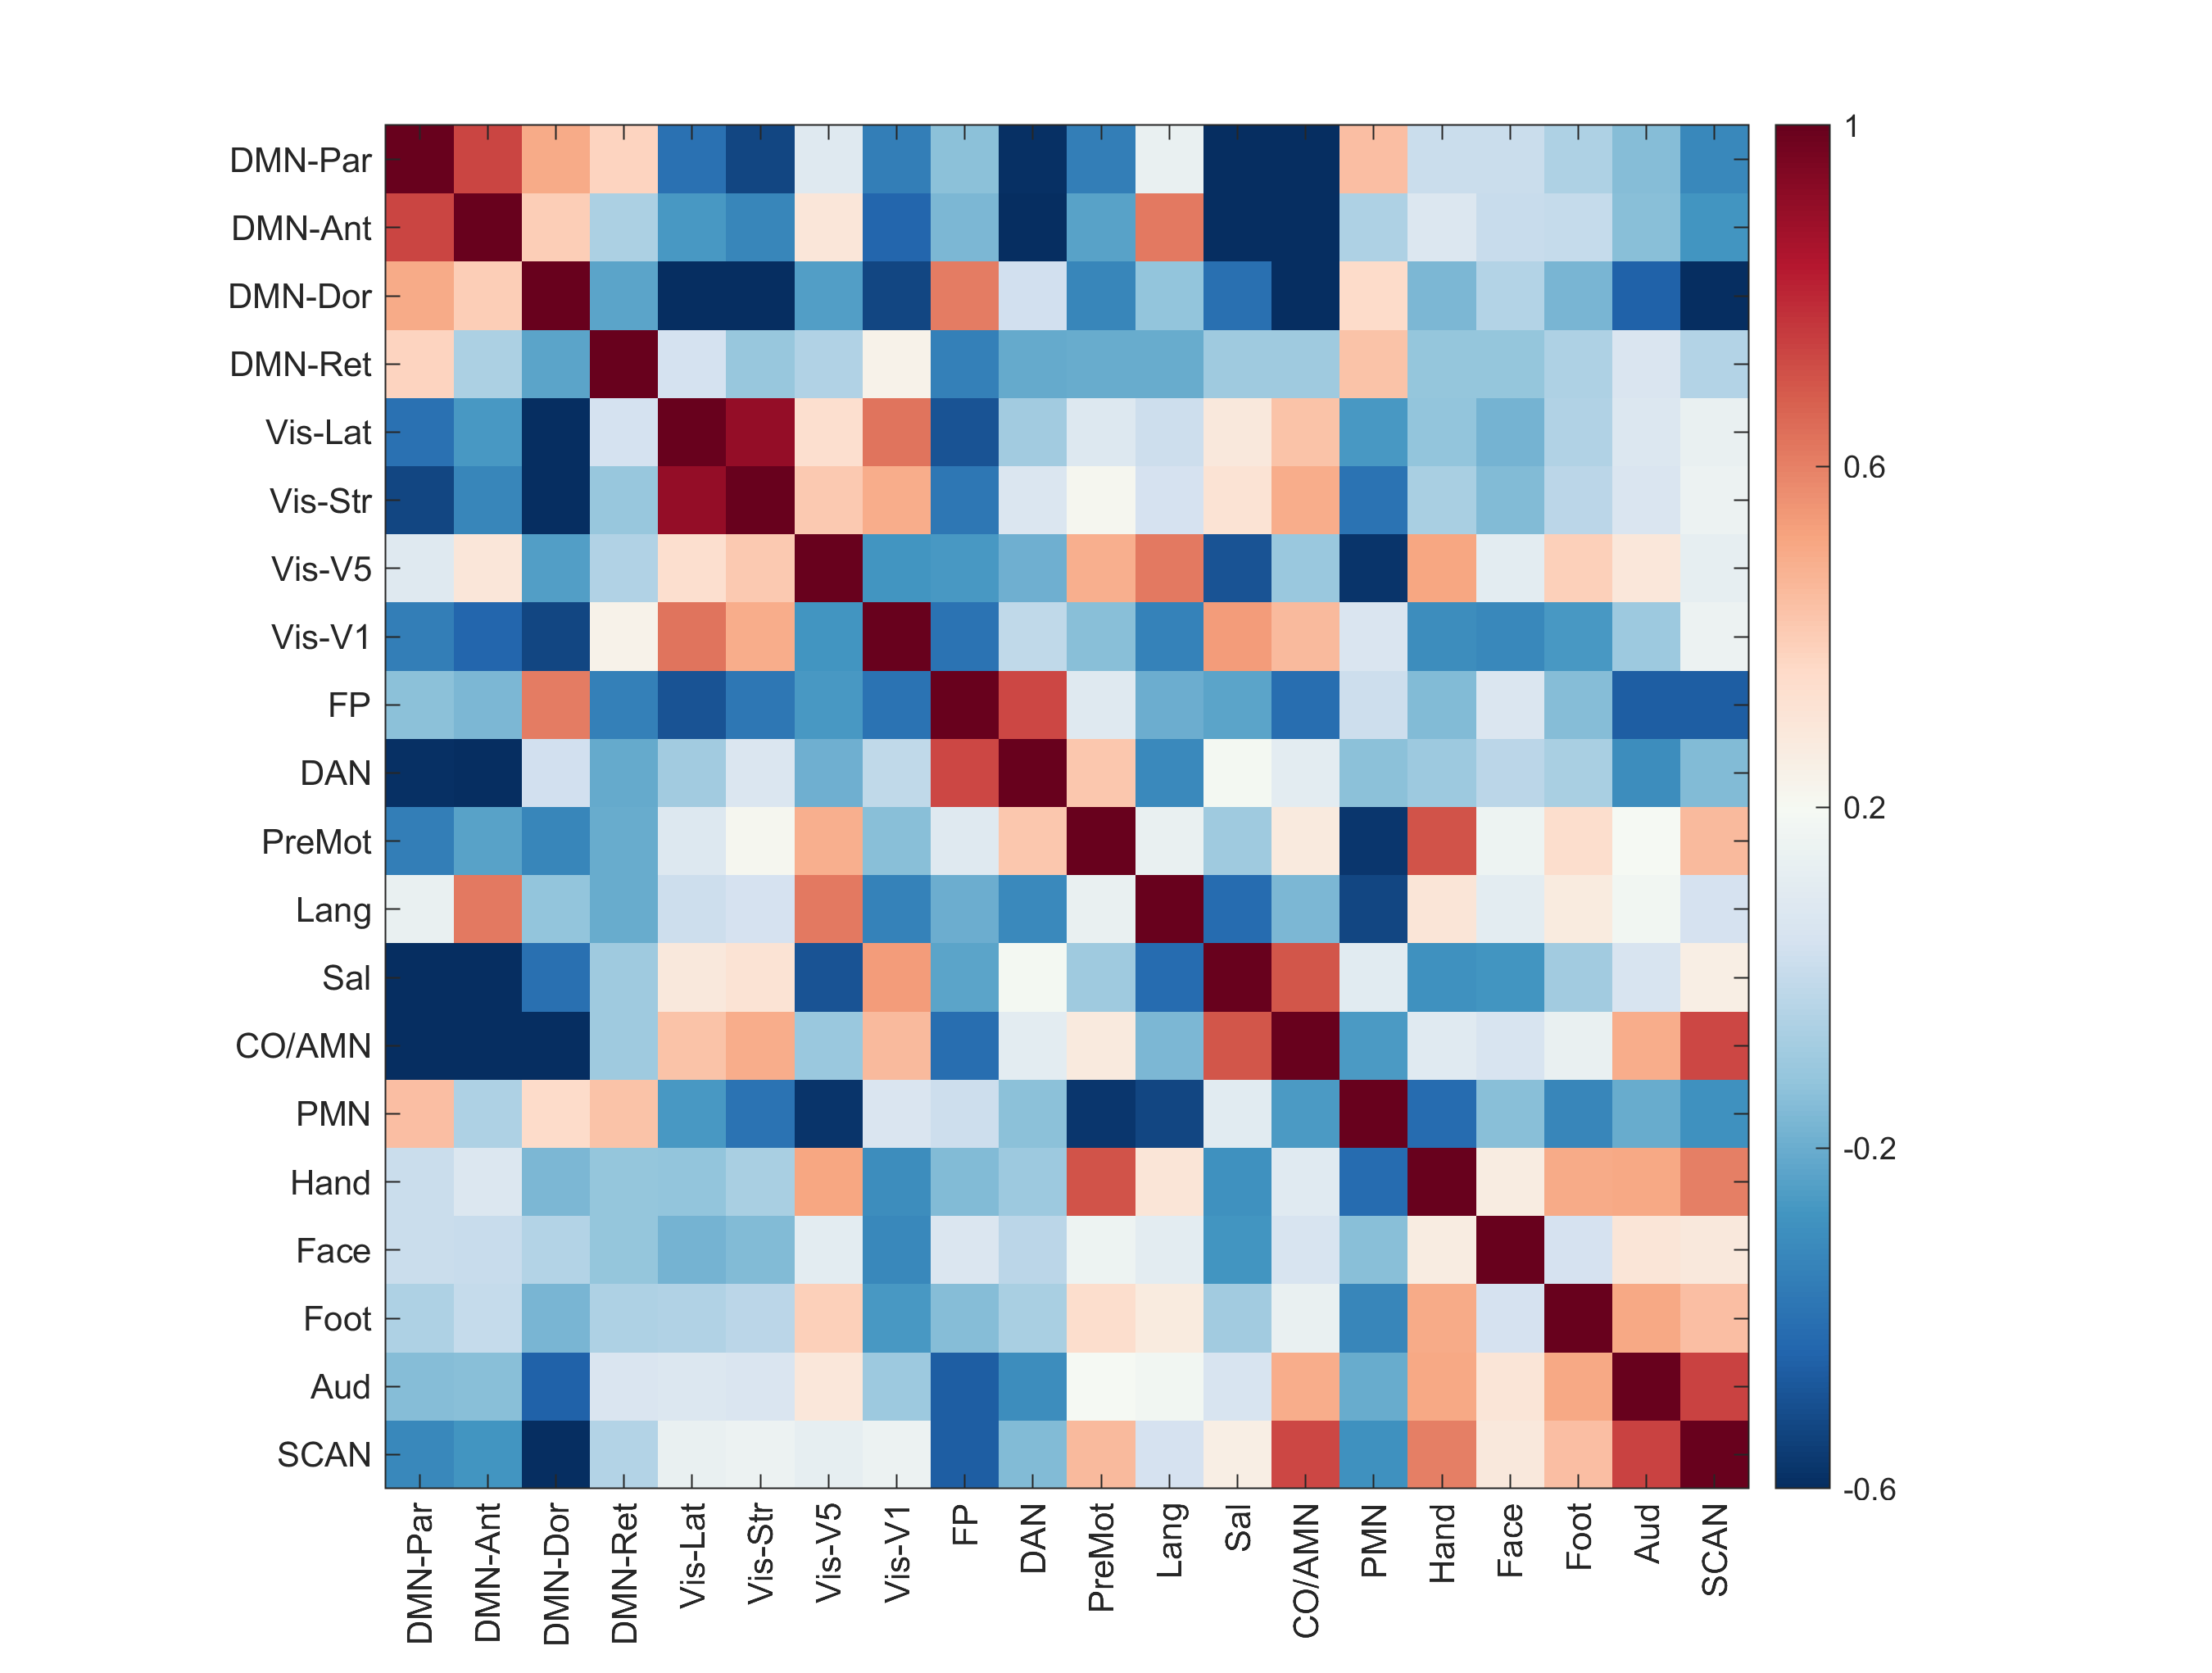 DMN-Par
DMN-Ant
DMN-Dor
DMN-Ret
Vis-Lat
Vis-Str
Vis-V5
Vis-V1
FP
DAN
PreMot
Lang
Sal
CO/AMN
PMN
Hand
Face
Foot
Aud
SCAN
DMN-Par
DMN-Ant
DMN-Dor
DMN-Ret
Vis-Lat
Vis-Str
Vis-V5
Vis-V1
FP
DAN
PreMot
Lang
Sal
CO/AMN
PMN
Hand
Face
Foot
Aud
SCAN
1
0.6
0.2
-0.2
-0.6